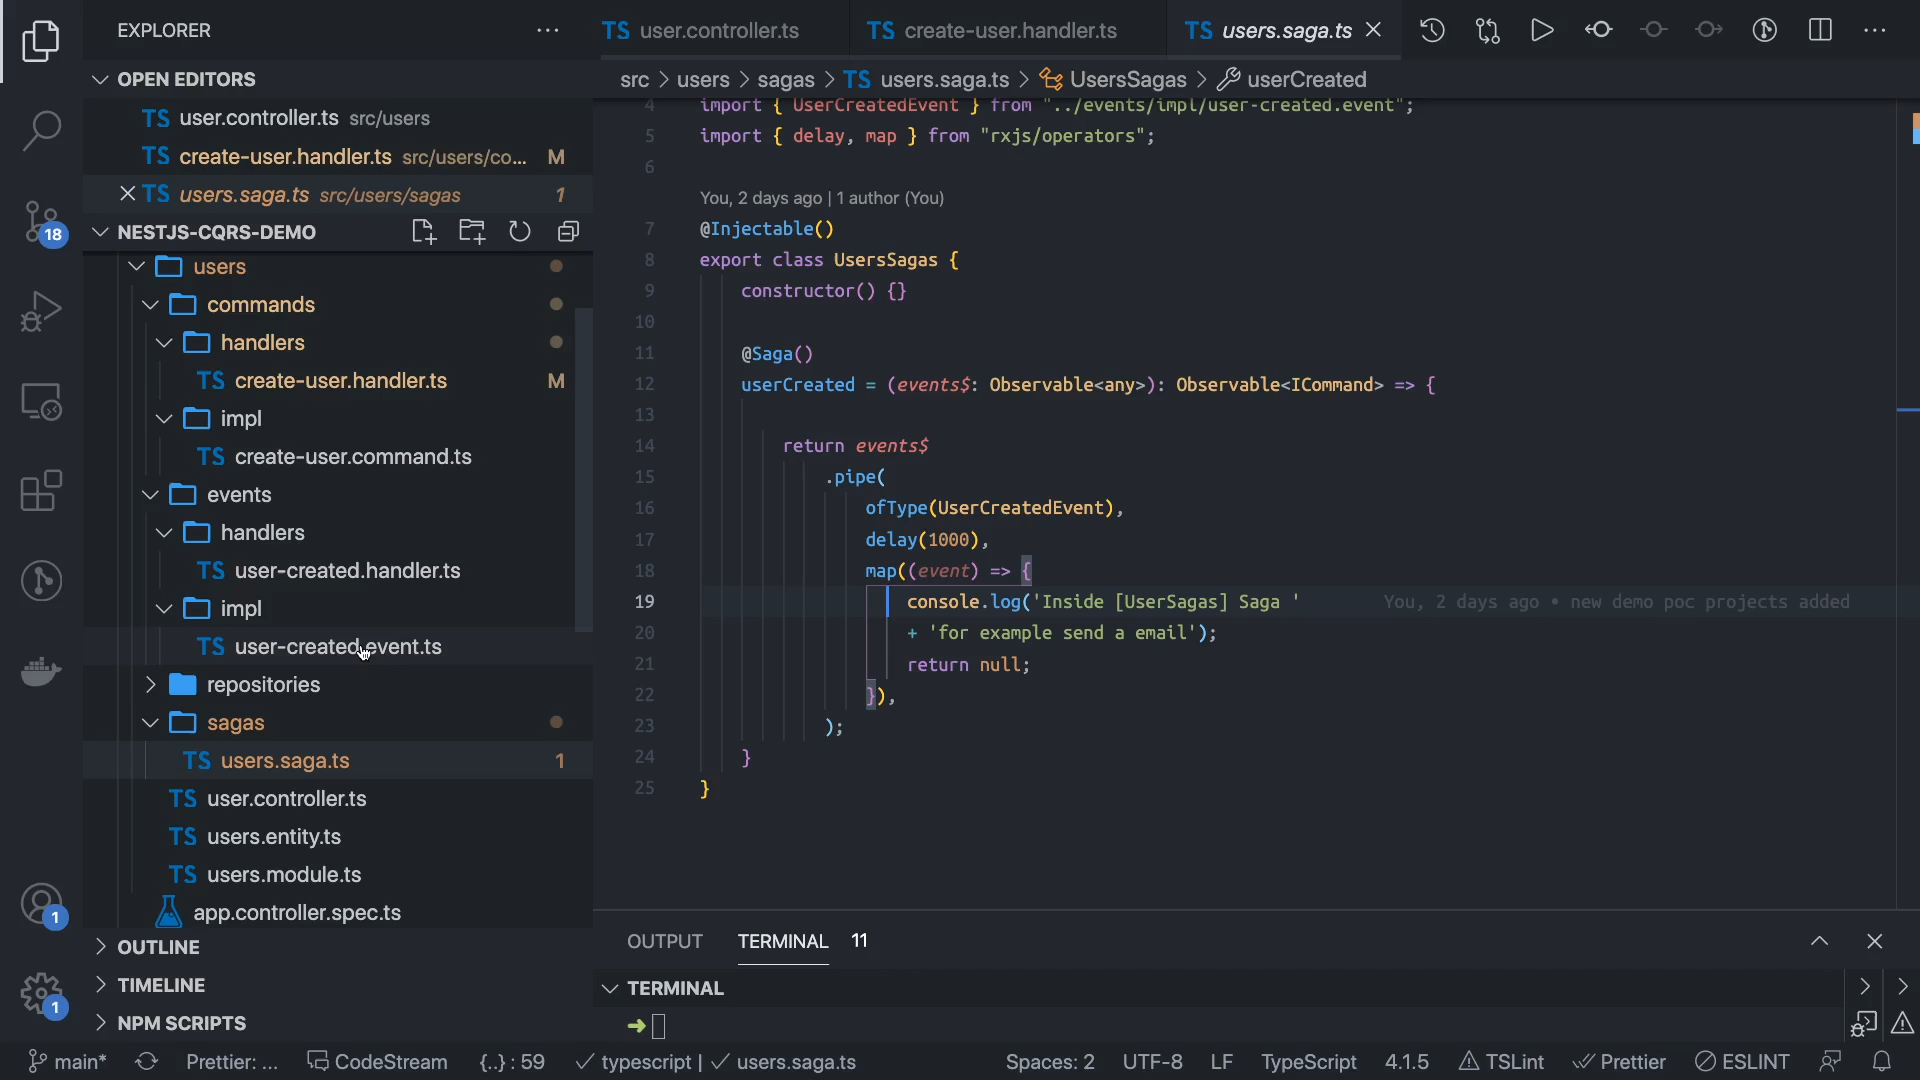 EXPLORER
OPEN EDITORS
TS user.controller.ts src/users
TS create-user.handler.ts src/users/co... M
TS users.saga.ts src/users/sagas 1
NESTJS-CQRS-DEMO
users
commands
handlers
TS create-user.handler.ts M
impl
TS create-user.command.ts
events
handlers
TS user-created.handler.ts
impl
TS user-created.event.ts
repositories
sagas
TS users.saga.ts 1
TS user.controller.ts
TS users.entity.ts
TS users.module.ts
app.controller.spec.ts
OUTLINE
TIMELINE
NPM SCRIPTS
18
1
1
TS user.controller.ts TS create-user.handler.ts TS users.saga.ts
src > users > sagas > TS users.saga.ts > UsersSagas > userCreated
4 import { UserCreatedEvent } from "../events/impl/user-created.event";
5 import { delay, map } from "rxjs/operators";
6
You, 2 days ago | 1 author (You)
7 @Injectable()
8 export class UsersSagas {
9 constructor() {}
10
11 @Saga()
12 userCreated = (events$: Observable<any>): Observable<ICommand> => {
13
14 return events$
15 .pipe(
16 ofType(UserCreatedEvent),
17 delay(1000),
18 map((event) => {
19 console.log('Inside [UserSagas] Saga ' You, 2 days ago • new demo poc projects added
20 + 'for example send a email');
21 return null;
22 }),
23 );
24 }
25 }
OUTPUT TERMINAL 11
TERMINAL
main* Prettier: ... CodeStream {..} : 59 typescript | users.saga.ts Spaces: 2 UTF-8 LF TypeScript 4.1.5 TSLint Prettier ESLINT